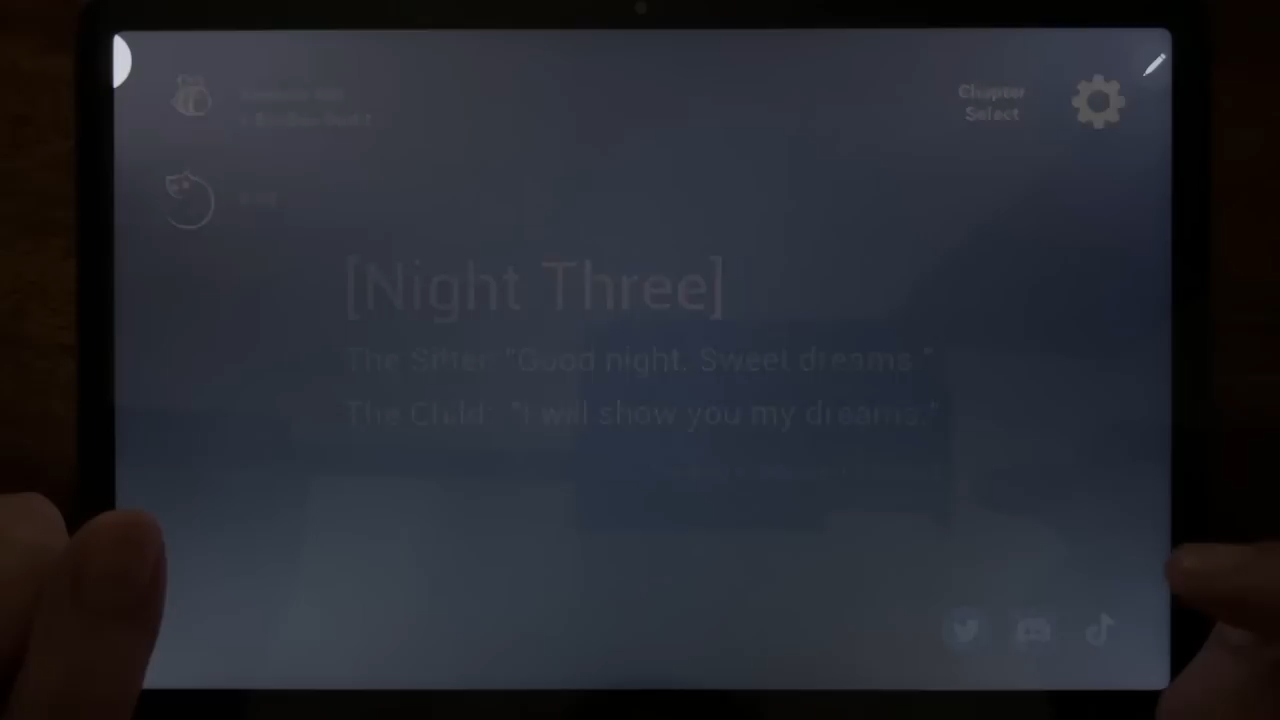 Chapter
Select
[Night Three]
The Sitter: "Good night. Sweet dreams."
The Child: "I will show you my dreams."